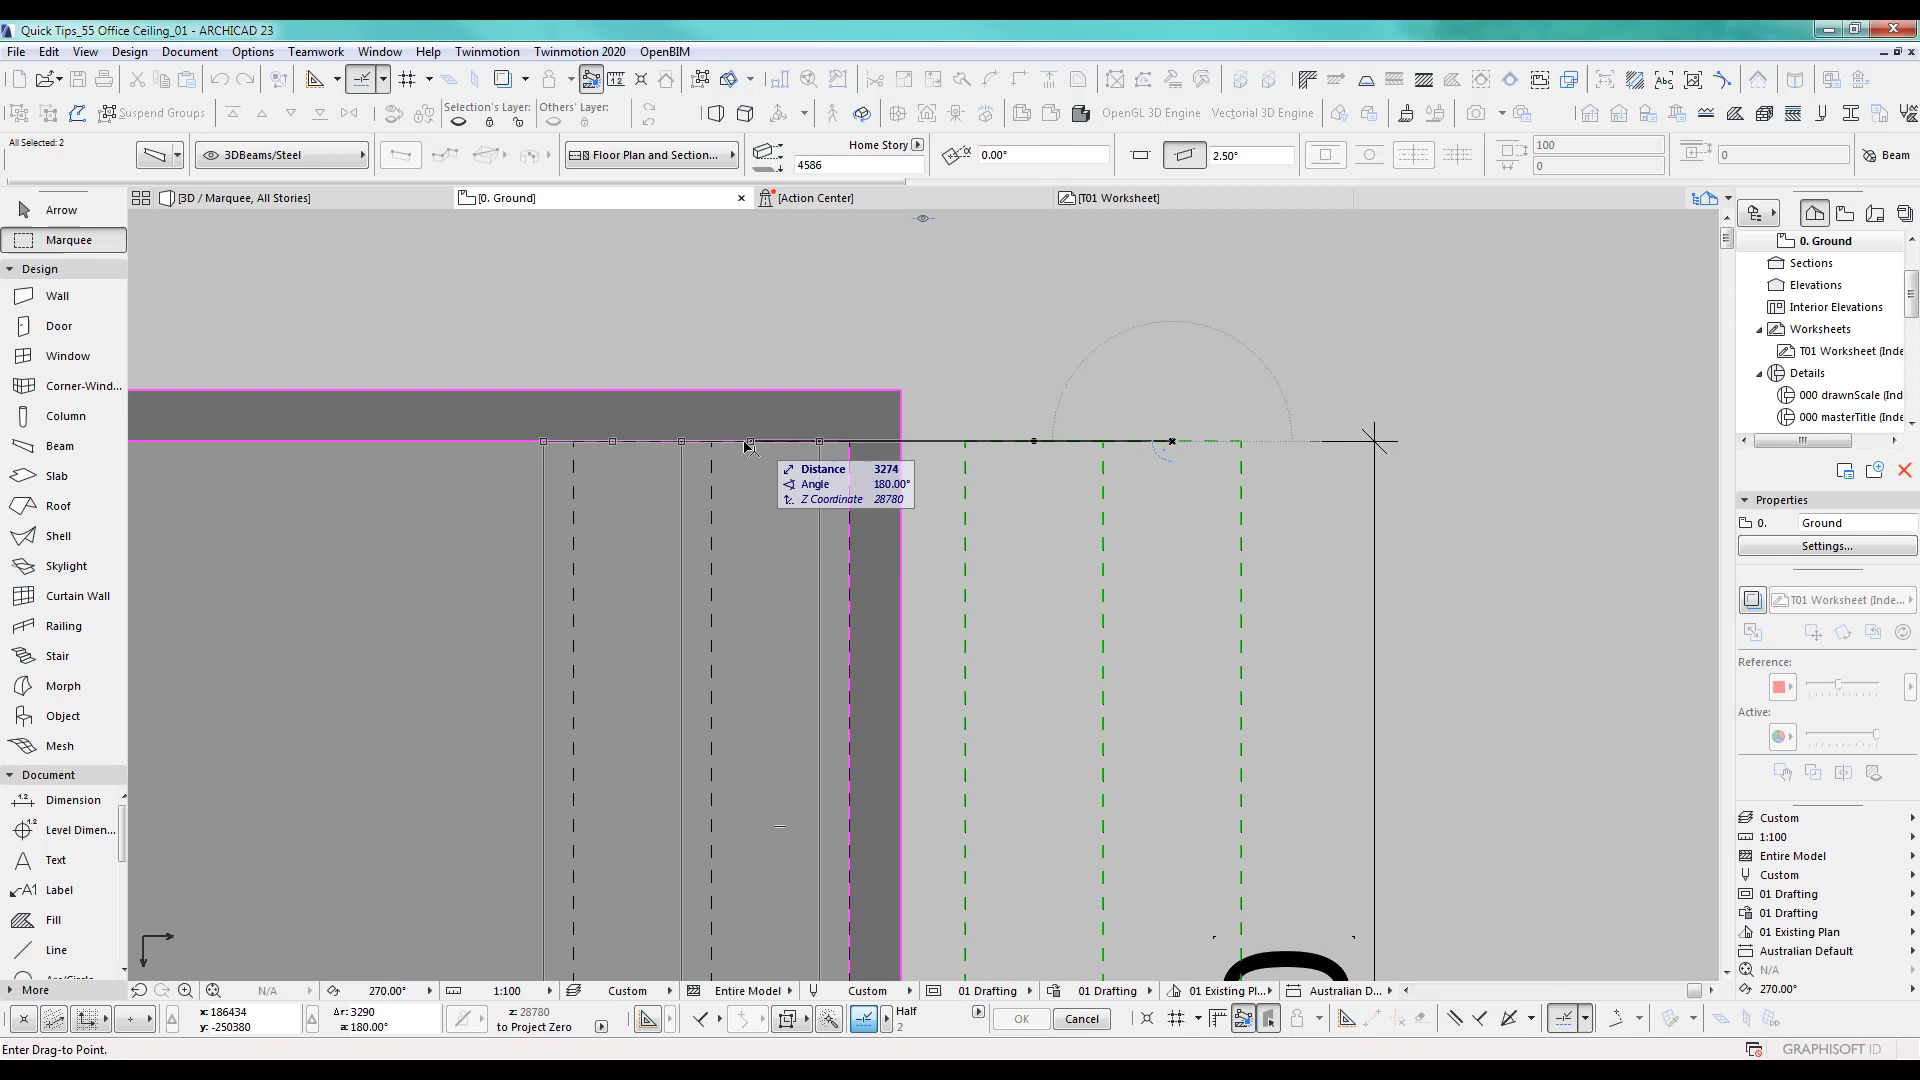 Quick Tips_55 Office Ceiling_01 - ARCHICAD 23
File Edit View Design Document Options Teamwork Window Help Twinmotion Twinmotion 2020 OpenBIM
Suspend Groups
Selection's Layer: Others' Layer:
OpenGL 3D Engine Vectorial 3D Engine
All Selected: 2
3DBeams/Steel
Floor Plan and Section...
Home Story
4586
0.00°
2.50°
100
0
0
Beam
[3D / Marquee, All Stories]
[0. Ground]
[Action Center]
[T01 Worksheet]
Arrow
Marquee
Design
Wall
Door
Window
Corner-Wind...
Column
Beam
Slab
Roof
Shell
Skylight
Curtain Wall
Railing
Stair
Morph
Object
Mesh
Document
Dimension
Level Dimen...
Text
Label
Fill
Line
More
Distance 3274
Angle 180.00°
Z Coordinate 28780
0. Ground
Sections
Elevations
Interior Elevations
Worksheets
T01 Worksheet (Inde
Details
000 drawnScale (Ind
000 masterTitle (Inde
Properties
0. Ground
Settings...
T01 Worksheet (Inde...
Reference:
Active:
Custom
1:100
Entire Model
Custom
01 Drafting
01 Drafting
01 Existing Plan
Australian Default
N/A
270.00°
N/A 270.00° 1:100 Custom Entire Model Custom 01 Drafting 01 Drafting 01 Existing Pl... Australian D...
x: 186434
y: -250380
Δr: 3290
a: 180.00°
z: 28780
to Project Zero
Half
2
OK Cancel
Enter Drag-to Point.
GRAPHISOFT ID